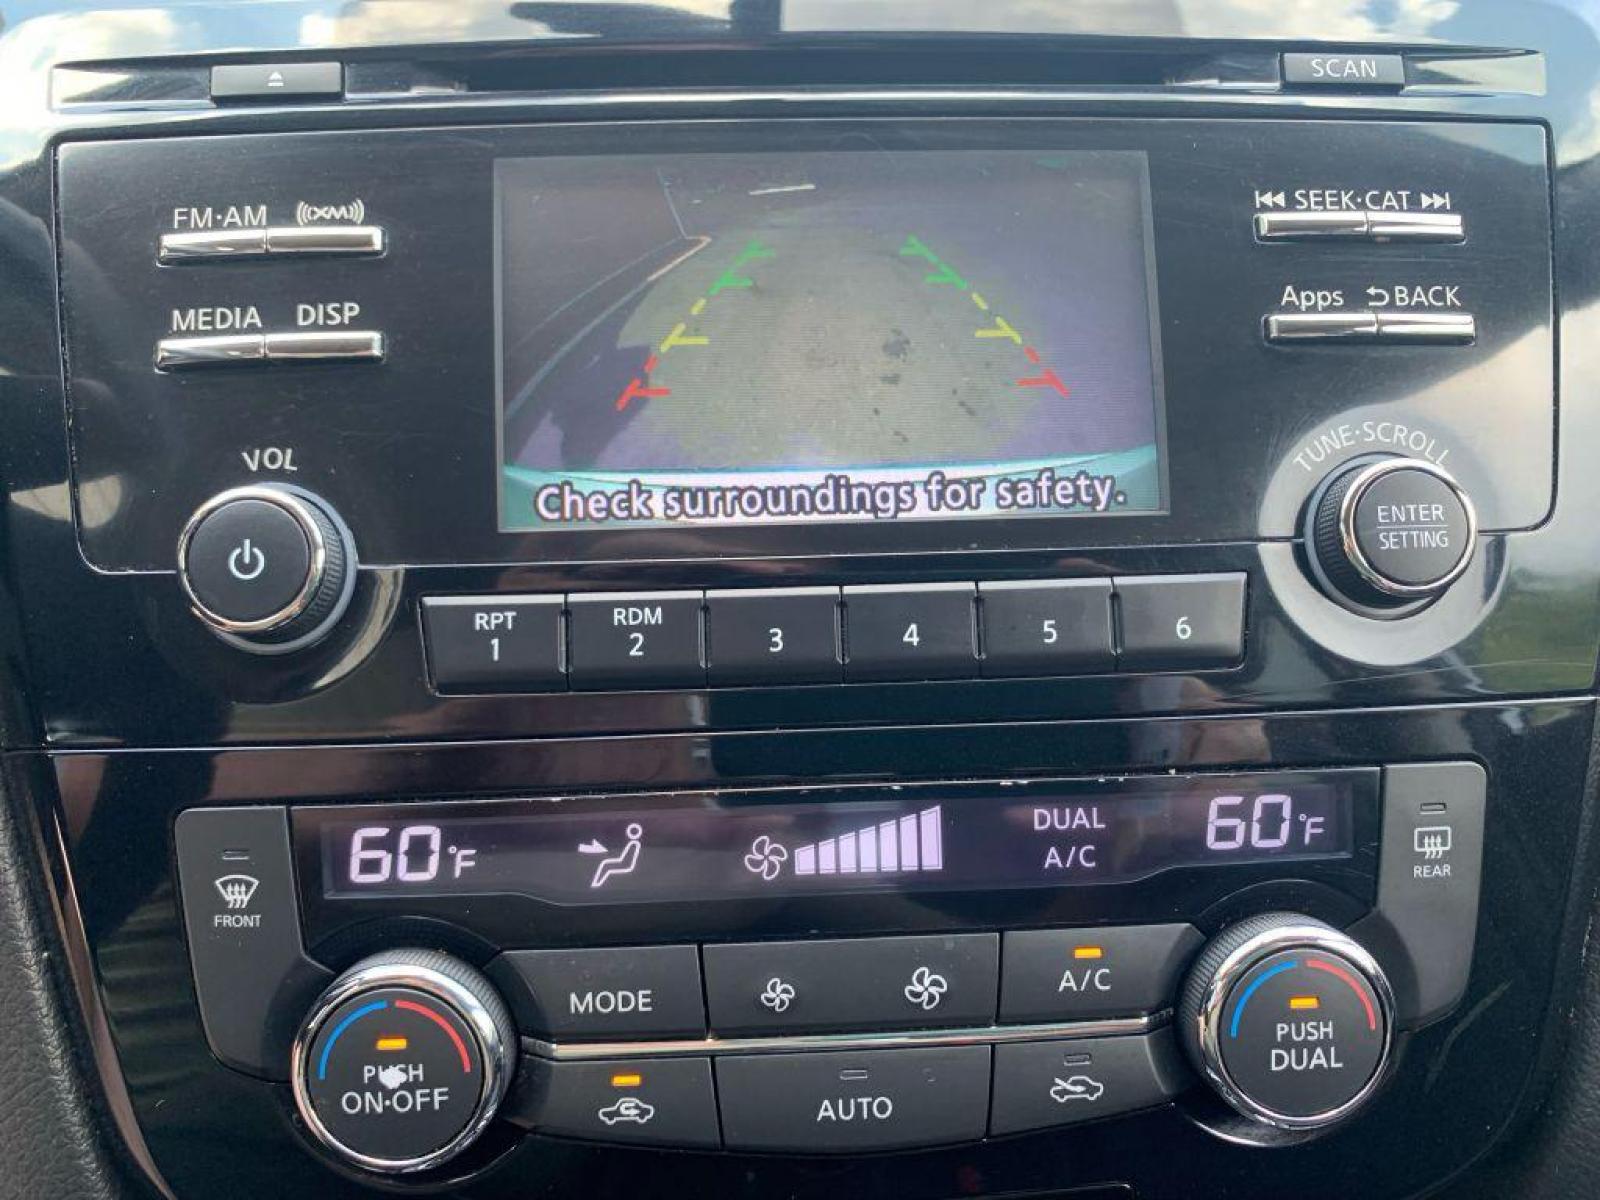 SCAN
FM·AM (((XM)))
SEEK·CAT
MEDIA DISP
Apps BACK
VOL
TUNE·SCROLL
ENTER
SETTING
Check surroundings for safety.
RPT
1
RDM
2
3
4
5
6
60°F
DUAL
A/C
60°F
FRONT
REAR
MODE
A/C
PUSH
ON·OFF
AUTO
PUSH
DUAL